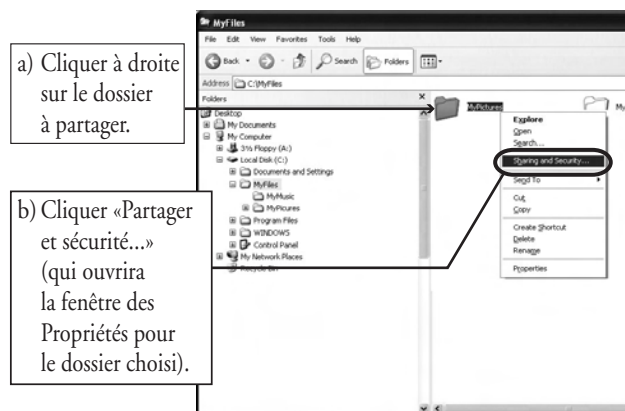 MyFiles
File Edit View Favorites Tools Help
Back Search Folders
Address C:\MyFiles
Folders
Desktop
My Documents
My Computer
3½ Floppy (A:)
Local Disk (C:)
Documents and Settings
MyFiles
MyMusic
MyPicures
Program Files
WINDOWS
Control Panel
My Network Places
Recycle Bin
MyPictures
My
Explore
Open
Search...
Sharing and Security...
Send To
Cut
Copy
Create Shortcut
Delete
Rename
Properties
a) Cliquer à droite
sur le dossier
à partager.
b) Cliquer «Partager
et sécurité...»
(qui ouvrira
la fenêtre des
Propriétés pour
le dossier choisi).